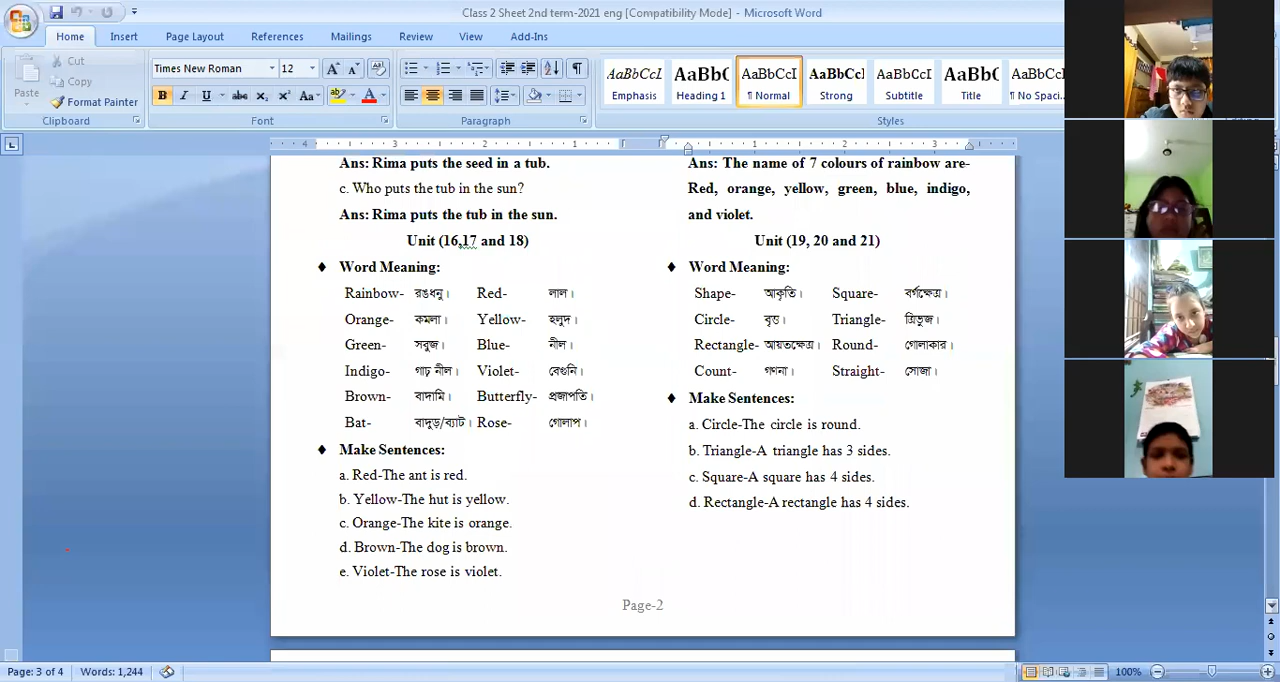 Class 2 Sheet 2nd term-2021 eng [Compatibility Mode] - Microsoft Word
Home Insert Page Layout References Mailings Review View Add-Ins
Paste
Cut
Copy
Format Painter
Clipboard
Times New Roman 12
Font
Paragraph
AaBbCcI AaBbC AaBbCcI AaBbCcI AaBbCcI AaBb( AaBbCcI
Emphasis Heading 1 ¶ Normal Strong Subtitle Title ¶ No Spaci...
Styles
Ans: Rima puts the seed in a tub.
c. Who puts the tub in the sun?
Ans: Rima puts the tub in the sun.
Unit (16,17 and 18)
♦ Word Meaning:
Rainbow- রঙধনু। Red- লাল।
Orange- কমলা। Yellow- হলুদ।
Green- সবুজ। Blue- নীল।
Indigo- গাঢ় নীল। Violet- বেগুনি।
Brown- বাদামি। Butterfly- প্রজাপতি।
Bat- বাদুড়/ব্যাট। Rose- গোলাপ।
♦ Make Sentences:
a. Red-The ant is red.
b. Yellow-The hut is yellow.
c. Orange-The kite is orange.
d. Brown-The dog is brown.
e. Violet-The rose is violet.
Ans: The name of 7 colours of rainbow are-
Red, orange, yellow, green, blue, indigo,
and violet.
Unit (19, 20 and 21)
♦ Word Meaning:
Shape- আকৃতি। Square- বর্গক্ষেত্র।
Circle- বৃত্ত। Triangle- ত্রিভুজ।
Rectangle- আয়তক্ষেত্র। Round- গোলাকার।
Count- গণনা। Straight- সোজা।
♦ Make Sentences:
a. Circle-The circle is round.
b. Triangle-A triangle has 3 sides.
c. Square-A square has 4 sides.
d. Rectangle-A rectangle has 4 sides.
Page-2
Page: 3 of 4 Words: 1,244 100%